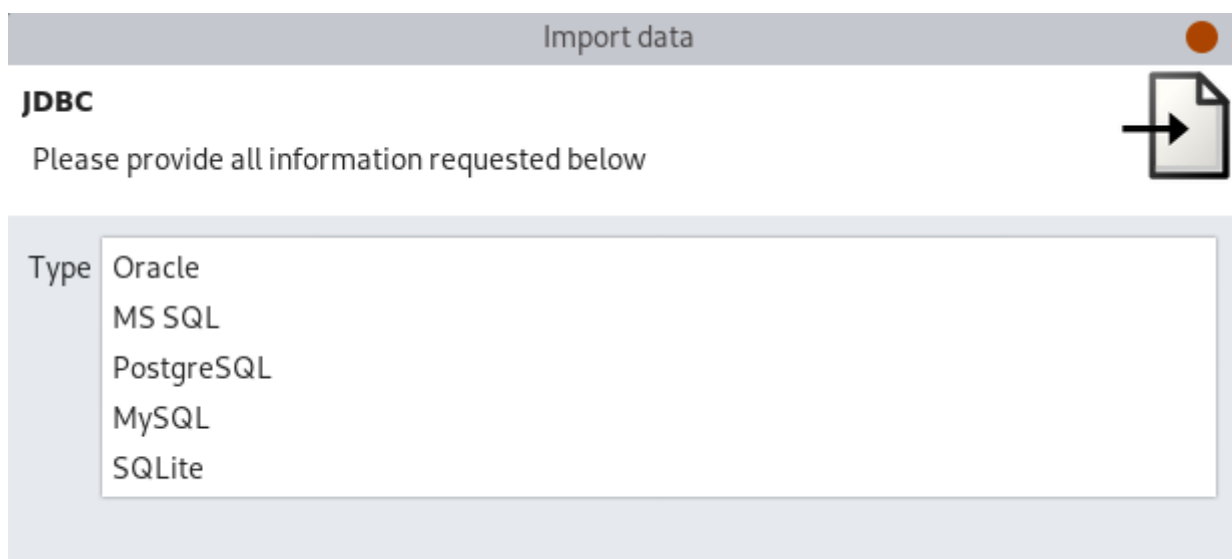 Import data
JDBC
Please provide all information requested below
Type Oracle
MS SQL
PostgreSQL
MySQL
SQLite